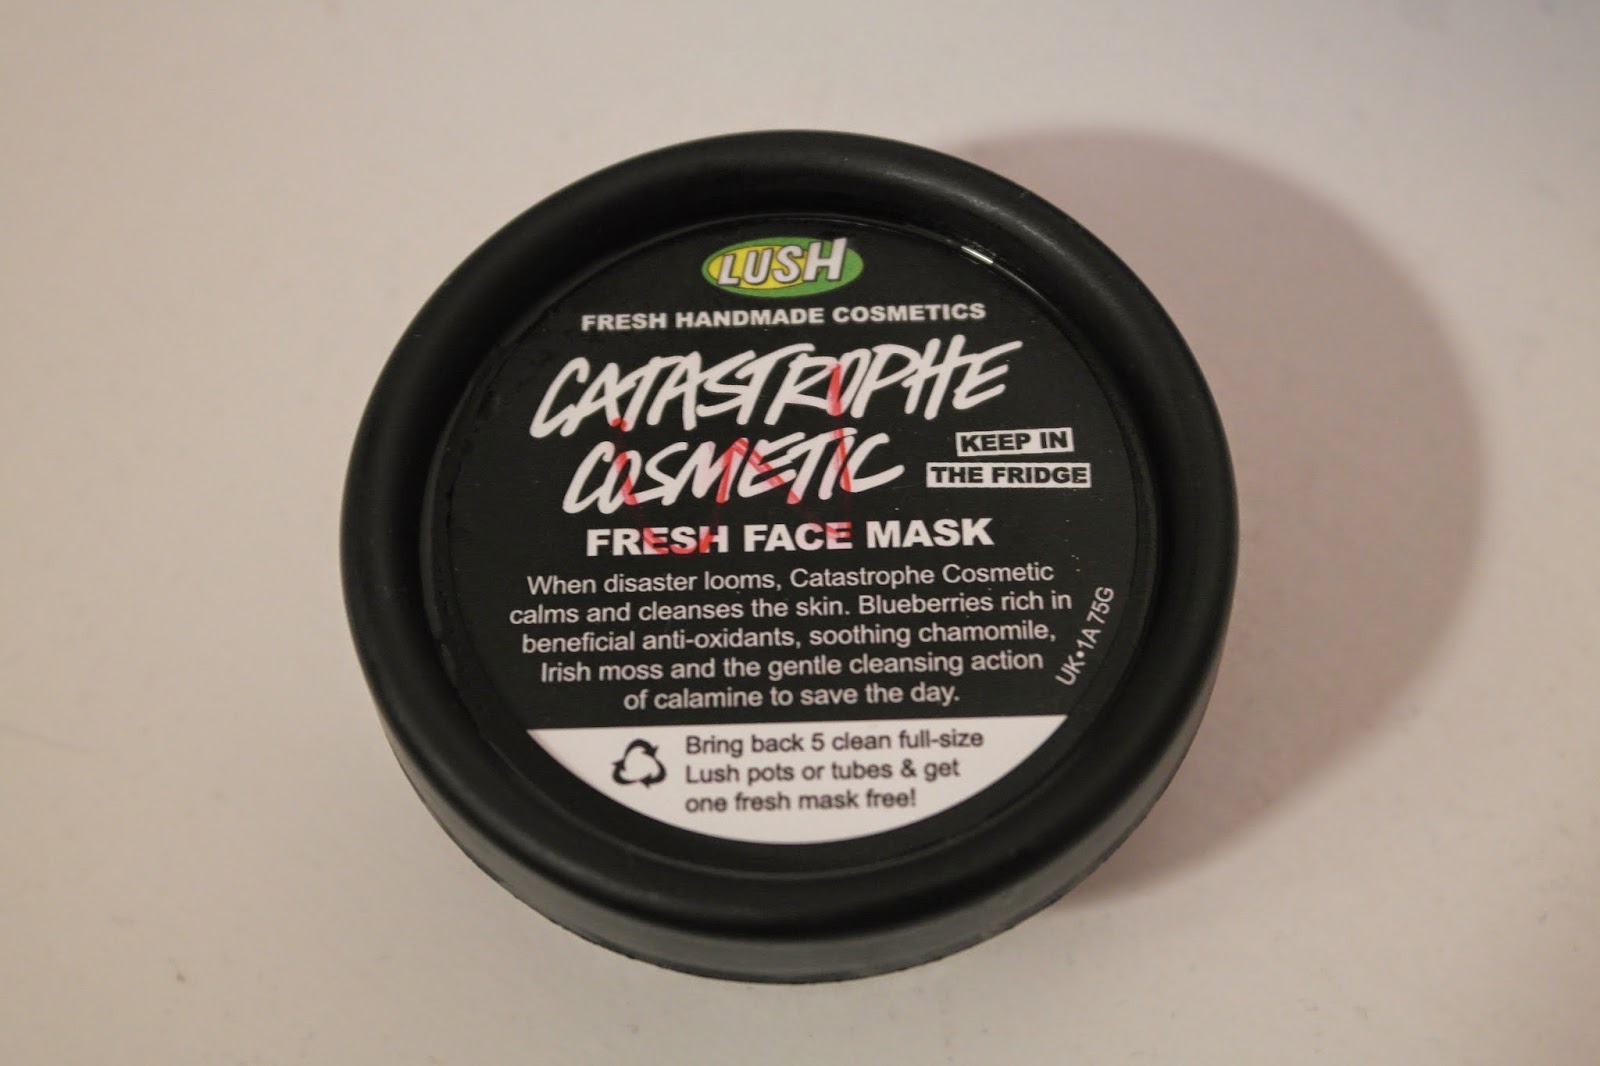 LUSH
FRESH HANDMADE COSMETICS
CATASTROPHE
COSMETIC
KEEP IN
THE FRIDGE
FRESH FACE MASK
When disaster looms, Catastrophe Cosmetic
calms and cleanses the skin. Blueberries rich in
beneficial anti-oxidants, soothing chamomile,
Irish moss and the gentle cleansing action
of calamine to save the day.
UK•1A 75G
Bring back 5 clean full-size
Lush pots or tubes & get
one fresh mask free!